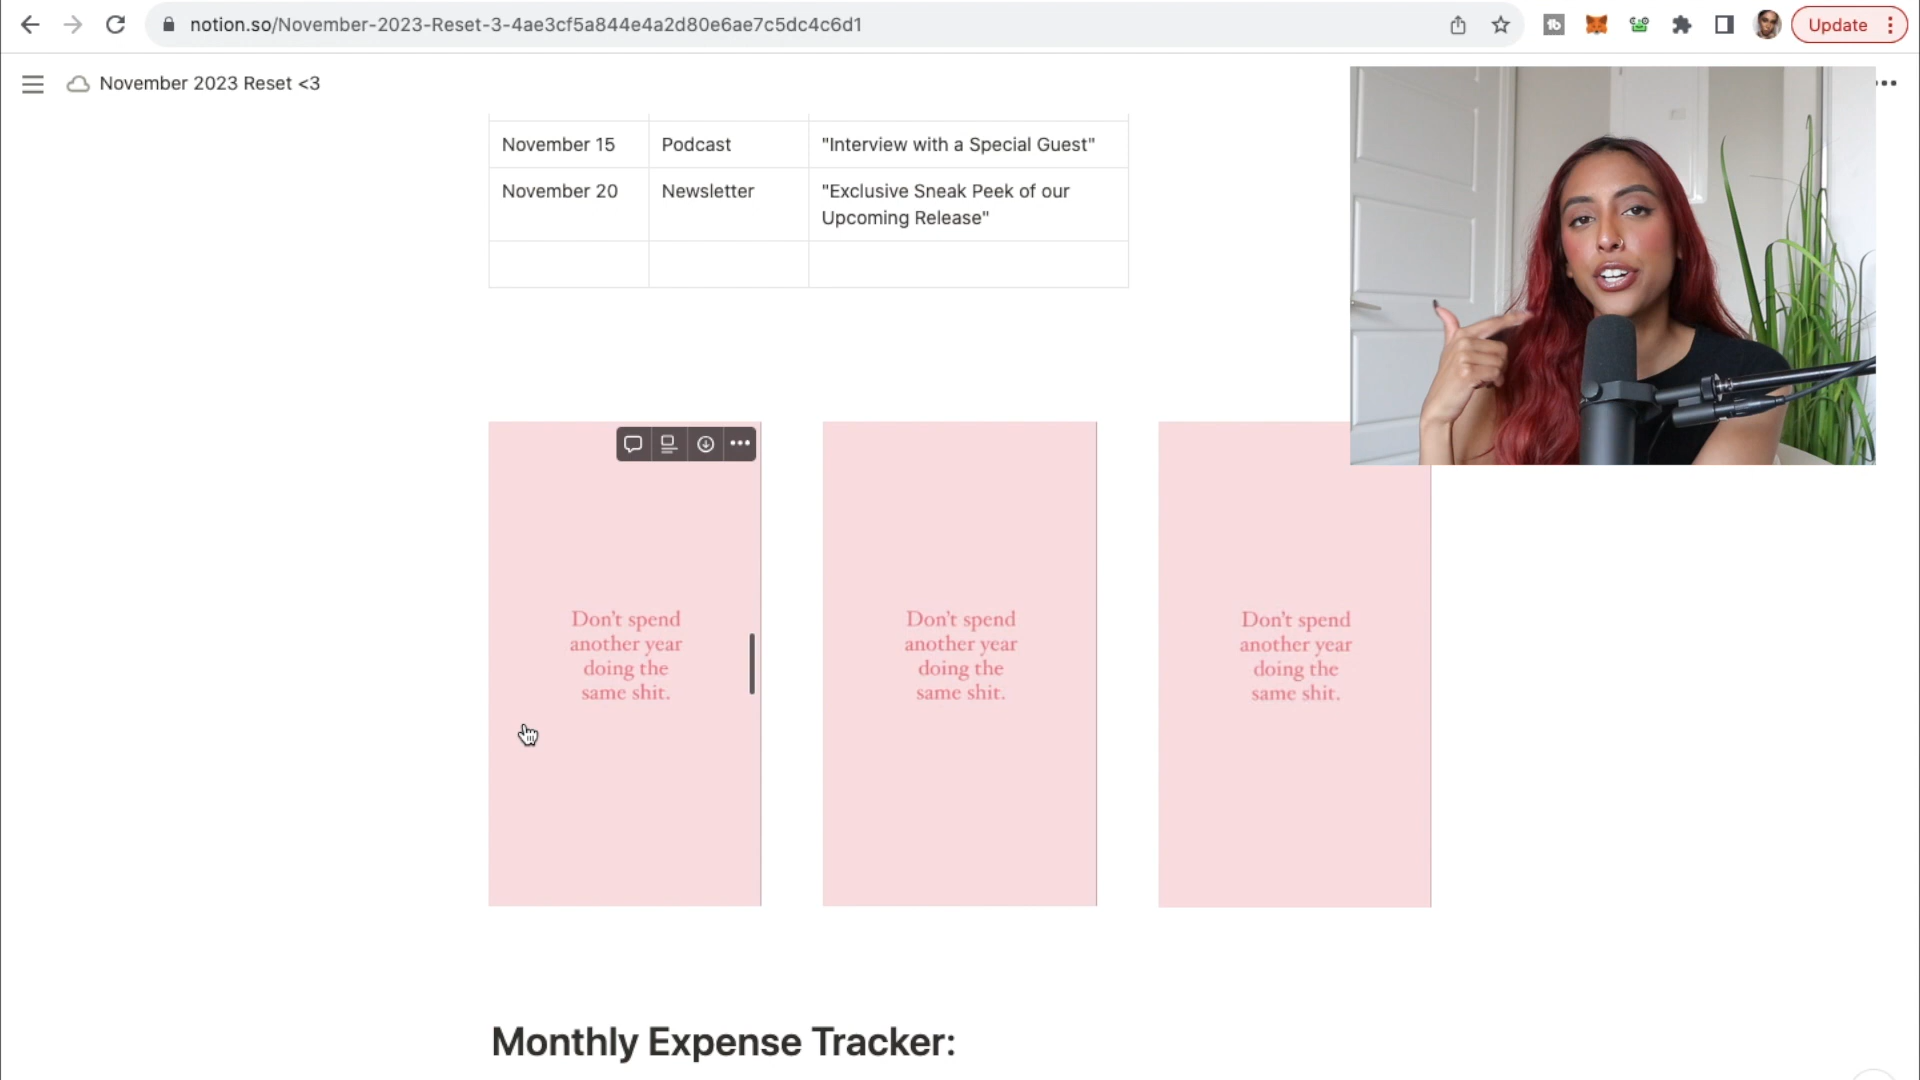 notion.so/November-2023-Reset-3-4ae3cf5a844e4a2d80e6ae7c5dc4c6d1
tb
Update
November 2023 Reset <3
November 15
Podcast
"Interview with a Special Guest"
November 20
Newsletter
"Exclusive Sneak Peek of our
Upcoming Release"
Don't spend
another year
doing the
same shit.
Don't spend
another year
doing the
same shit.
Don't spend
another year
doing the
same shit.
Monthly Expense Tracker: